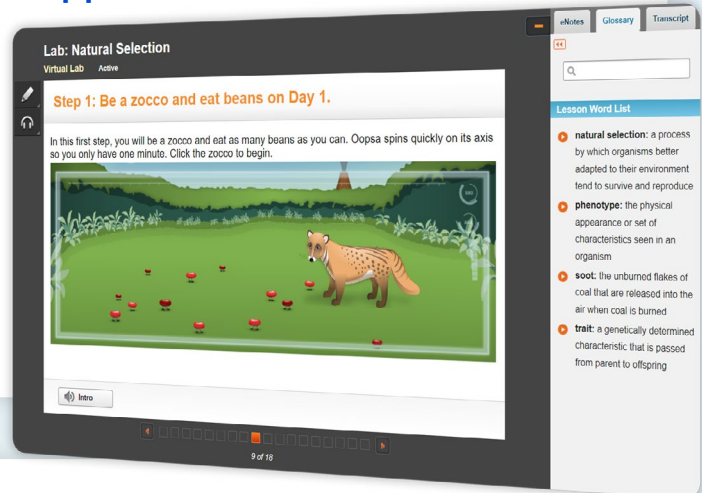 Lab: Natural Selection
Virtual Lab Active
Step 1: Be a zocco and eat beans on Day 1.
In this first step, you will be a zocco and eat as many beans as you can. Oopsa spins quickly on its axis
so you only have one minute. Click the zocco to begin.
Intro
9 of 18
eNotes Glossary Transcript
Lesson Word List
natural selection: a process
by which organisms better
adapted to their environment
tend to survive and reproduce
phenotype: the physical
appearance or set of
characteristics seen in an
organism
soot: the unburned flakes of
coal that are released into the
air when coal is burned
trait: a genetically determined
characteristic that is passed
from parent to offspring